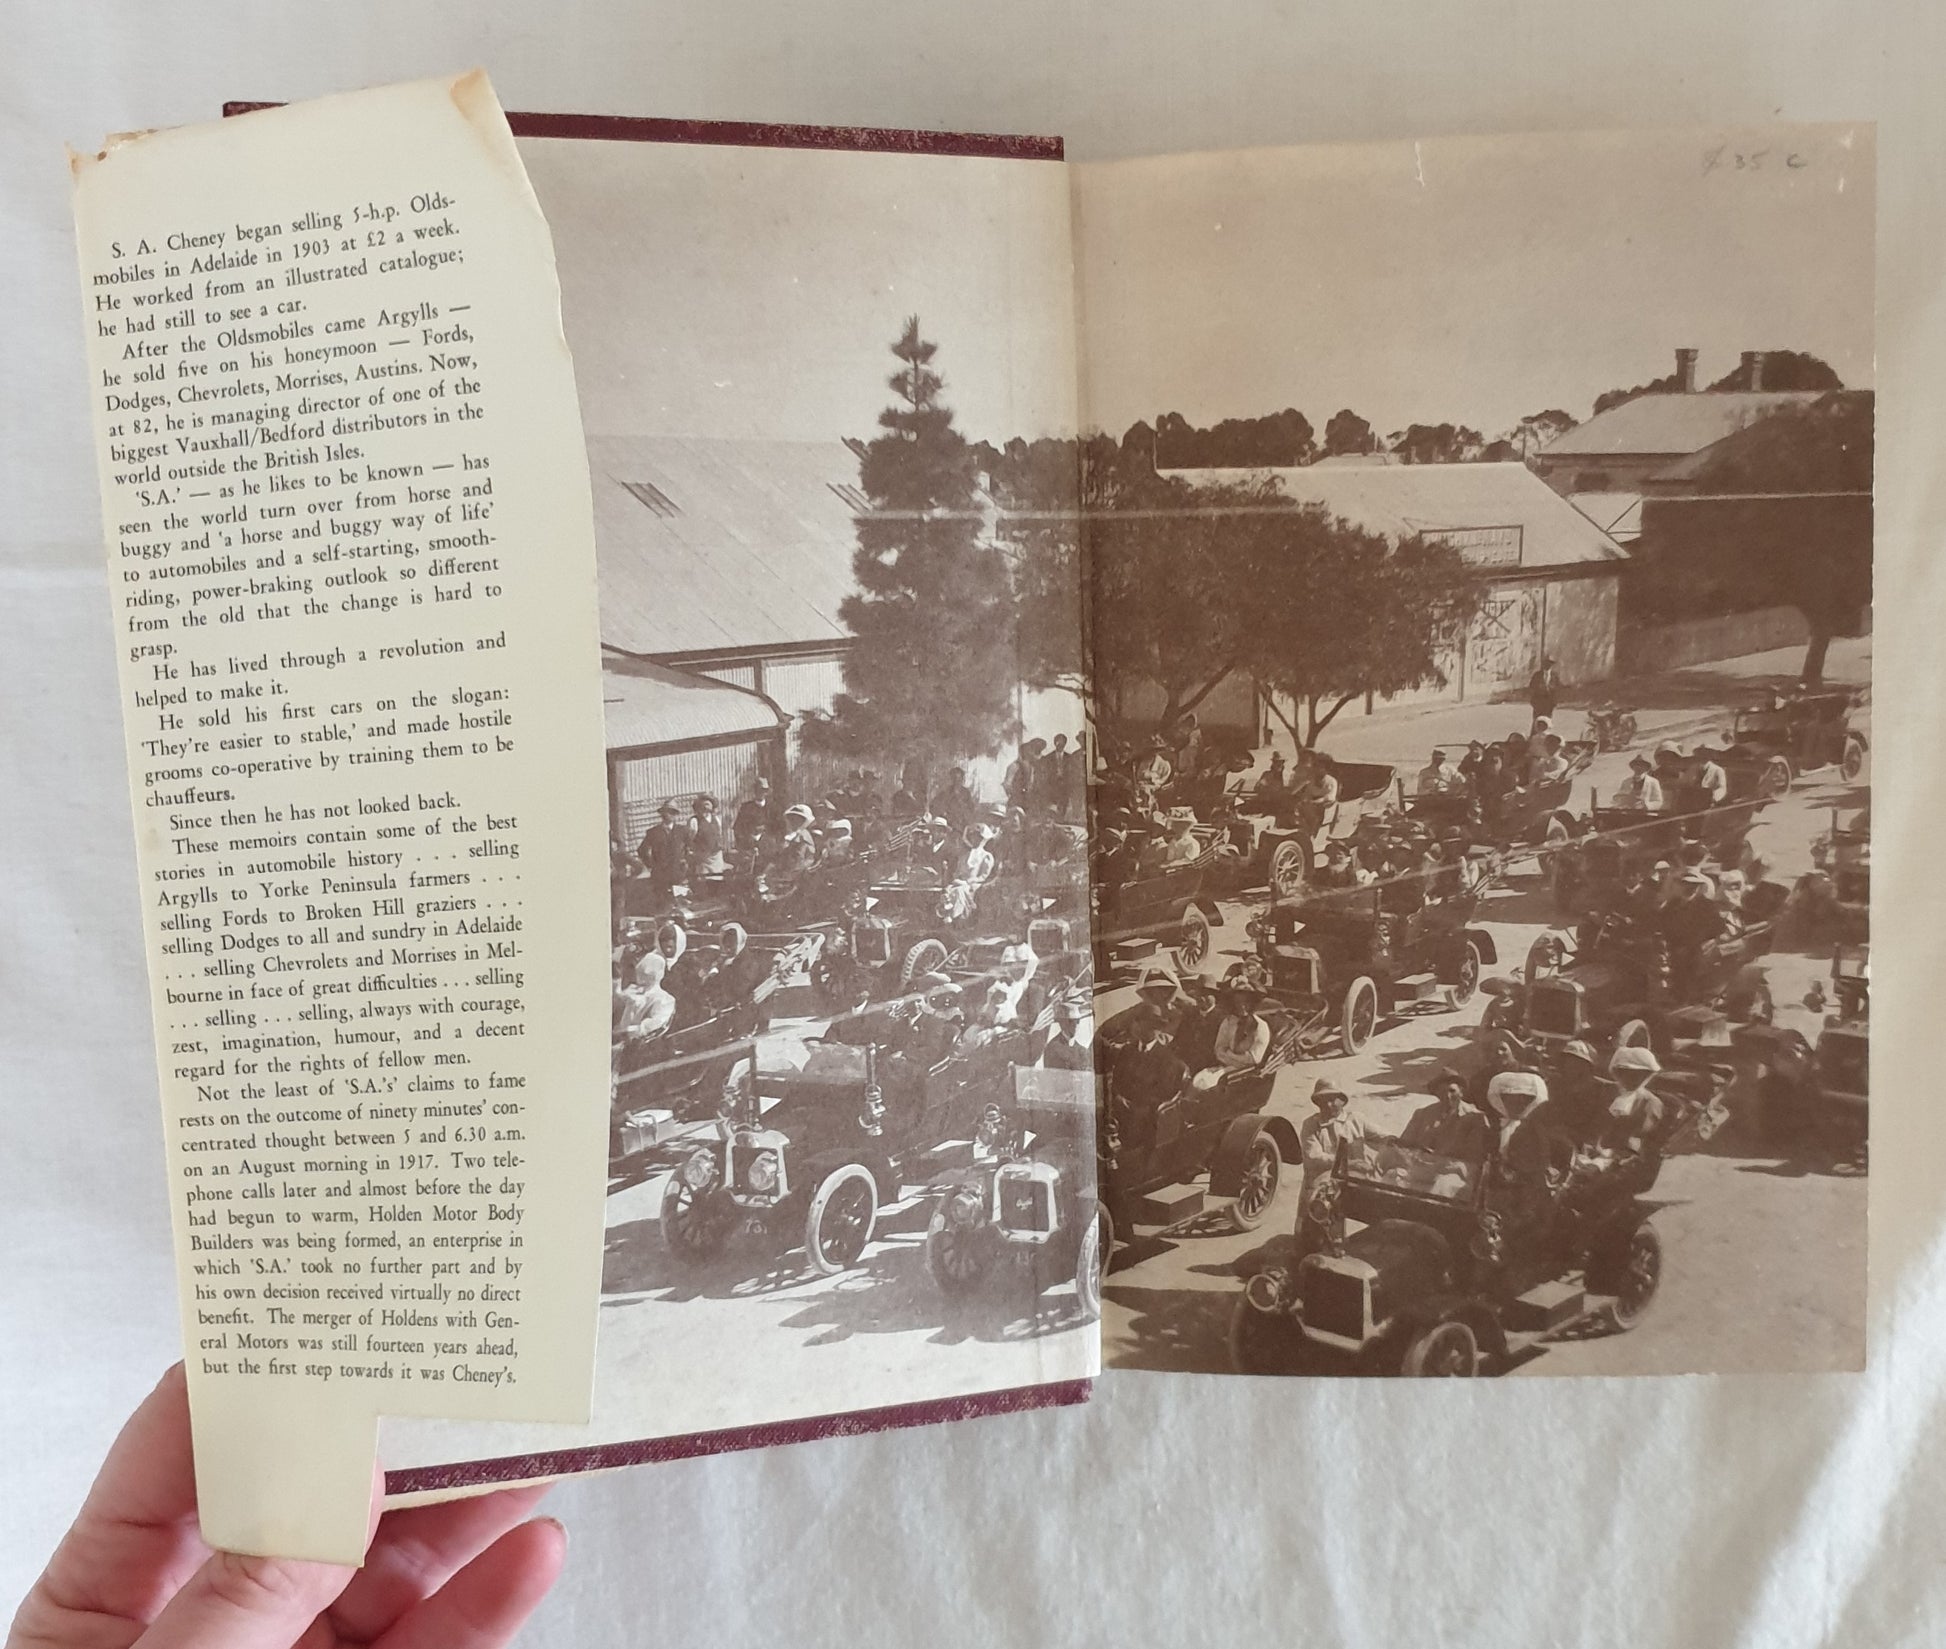 S. A. Cheney began selling 5-h.p. Olds-
mobiles in Adelaide in 1903 at £2 a week.
He worked from an illustrated catalogue;
he had still to see a car.
After the Oldsmobiles came Argylls —
he sold five on his honeymoon — Fords,
Dodges, Chevrolets, Morrises, Austins. Now,
at 82, he is managing director of one of the
biggest Vauxhall/Bedford distributors in the
world outside the British Isles.
'S.A.' — as he likes to be known — has
seen the world turn over from horse and
buggy and 'a horse and buggy way of life'
to automobiles and a self-starting, smooth-
riding, power-braking outlook so different
from the old that the change is hard to
grasp.
He has lived through a revolution and
helped to make it.
He sold his first cars on the slogan:
'They're easier to stable,' and made hostile
grooms co-operative by training them to be
chauffeurs.
Since then he has not looked back.
These memoirs contain some of the best
stories in automobile history . . . selling
Argylls to Yorke Peninsula farmers . . .
selling Fords to Broken Hill graziers . . .
selling Dodges to all and sundry in Adelaide
. . . selling Chevrolets and Morrises in Mel-
bourne in face of great difficulties . . . selling
. . . selling . . . selling, always with courage,
zest, imagination, humour, and a decent
regard for the rights of fellow men.
Not the least of 'S.A.'s' claims to fame
rests on the outcome of ninety minutes' con-
centrated thought between 5 and 6.30 a.m.
on an August morning in 1917. Two tele-
phone calls later and almost before the day
had begun to warm, Holden Motor Body
Builders was being formed, an enterprise in
which 'S.A.' took no further part and by
his own decision received virtually no direct
benefit. The merger of Holdens with Gen-
eral Motors was still fourteen years ahead,
but the first step towards it was Cheney's.
$35 C